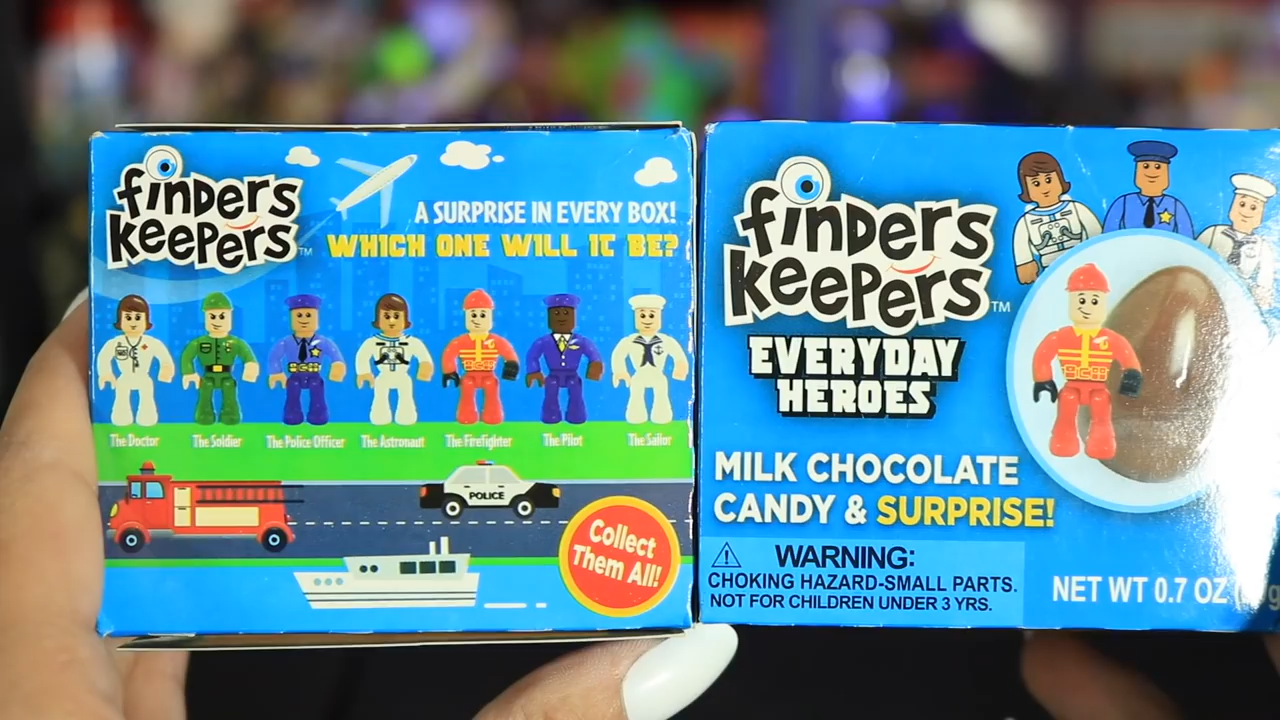 finders
keepers™
A SURPRISE IN EVERY BOX!
WHICH ONE WILL IT BE?
The Doctor
The Soldier
The Police Officer
The Astronaut
The Firefighter
The Pilot
The Sailor
POLICE
Collect
Them All!
finders
keepers™
EVERYDAY
HEROES
MILK CHOCOLATE
CANDY & SURPRISE!
WARNING:
CHOKING HAZARD-SMALL PARTS.
NOT FOR CHILDREN UNDER 3 YRS.
NET WT 0.7 OZ